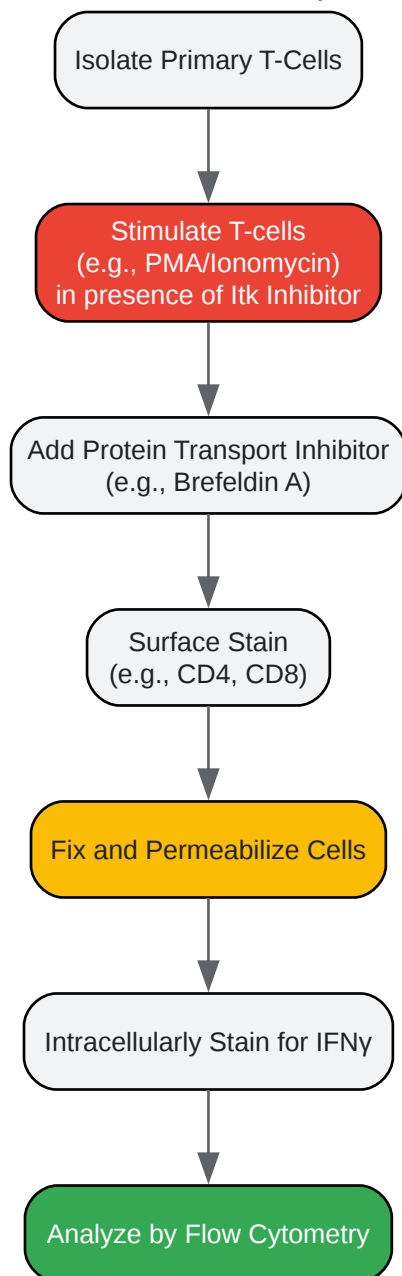 Isolate Primary T-Cells
Stimulate T-cells
(e.g., PMA/Ionomycin)
in presence of Itk Inhibitor
Add Protein Transport Inhibitor
(e.g., Brefeldin A)
Surface Stain
(e.g., CD4, CD8)
Fix and Permeabilize Cells
Intracellularly Stain for IFNγ
Analyze by Flow Cytometry